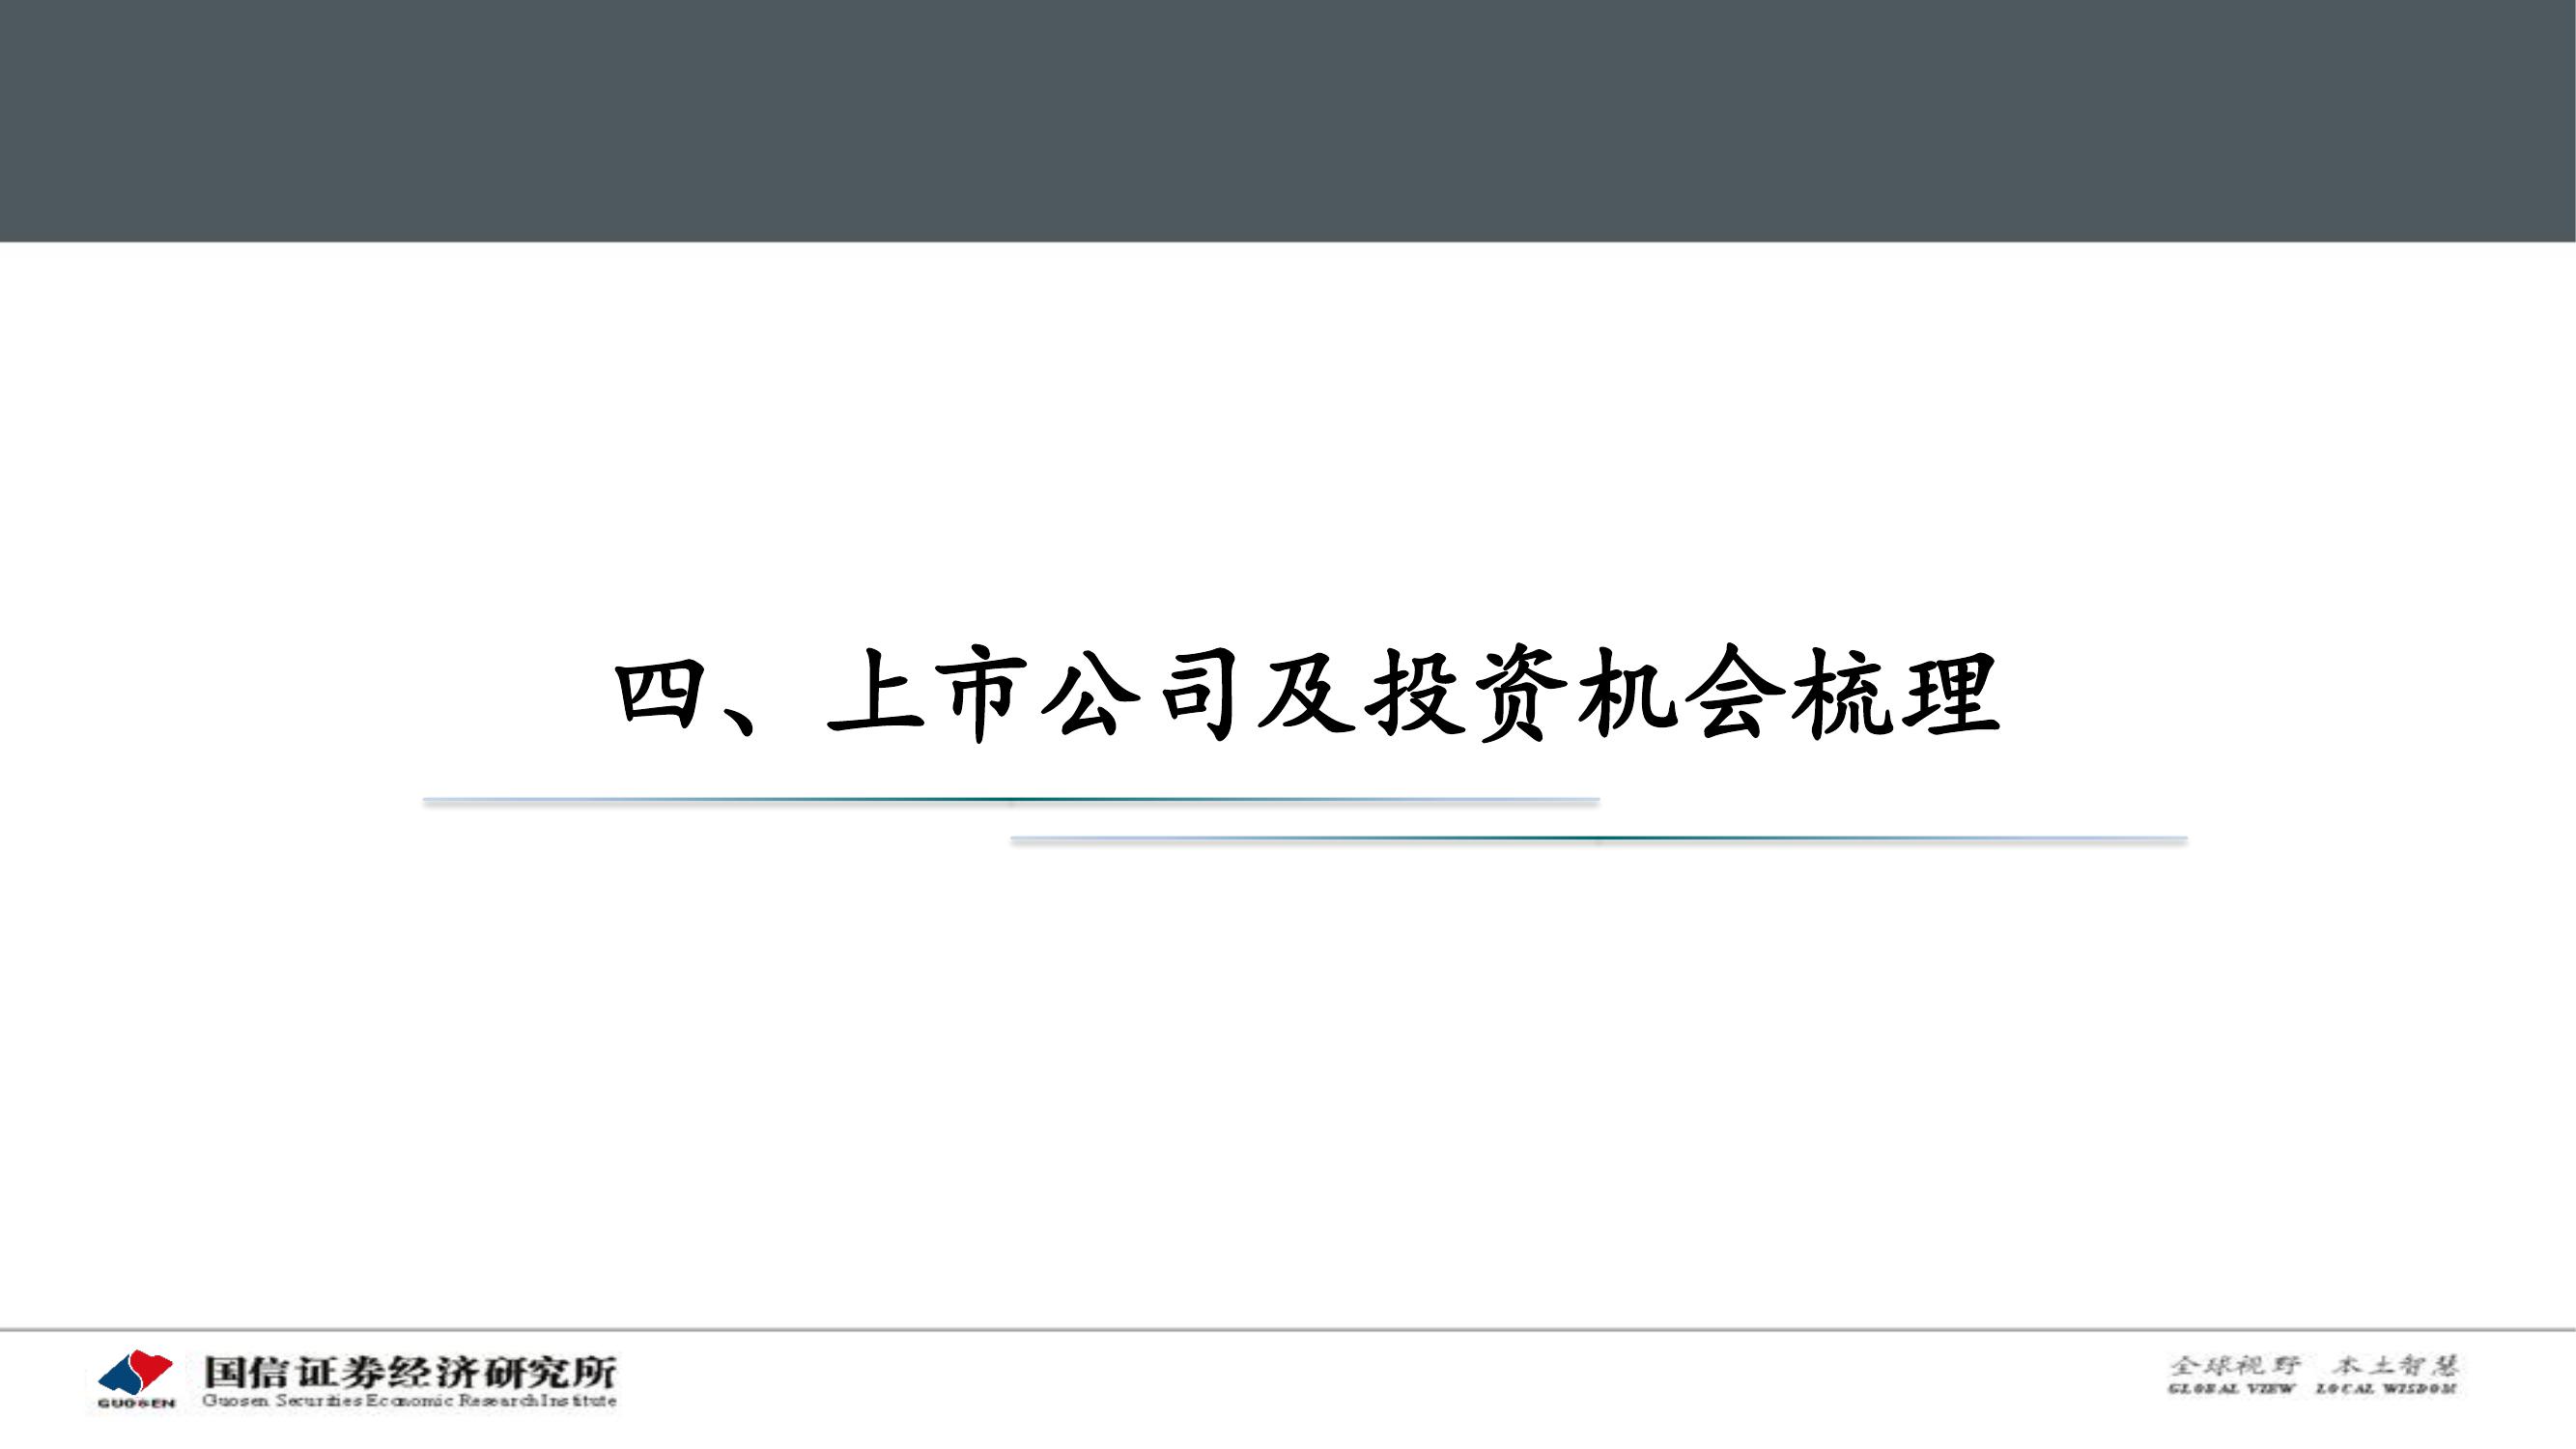 四、上市公司及投资机会梳理
GUOSEN
国信证券经济研究所
Guosen Securities Economic Research Institute
全球视野 本土智慧
GLOBAL VIEW LOCAL WISDOM